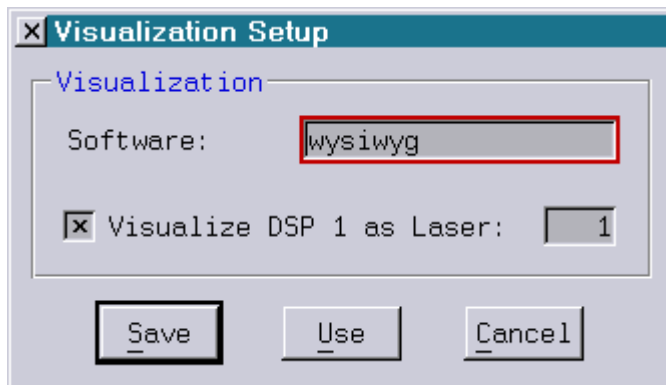 Visualization Setup
Visualization
Software: wysiwyg
Visualize DSP 1 as Laser: 1
Save Use Cancel